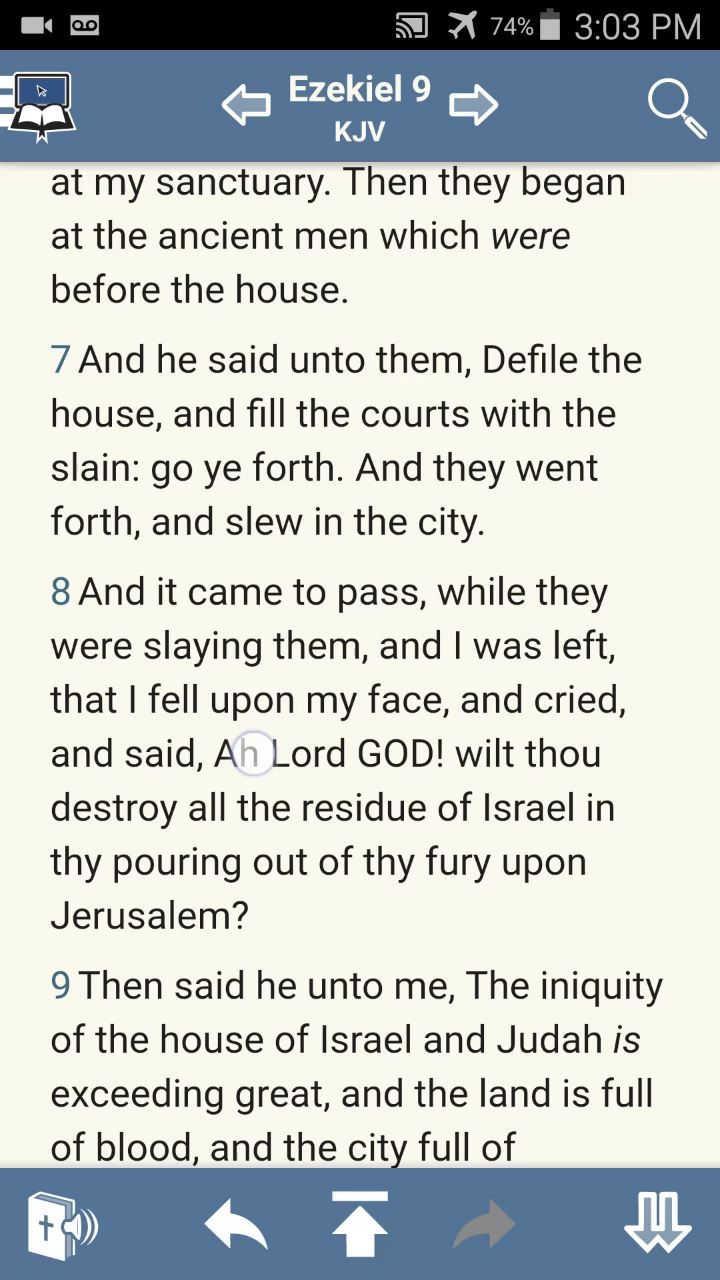 74% 3:03 PM
Ezekiel 9
KJV
at my sanctuary. Then they began
at the ancient men which were
before the house.
7 And he said unto them, Defile the
house, and fill the courts with the
slain: go ye forth. And they went
forth, and slew in the city.
8 And it came to pass, while they
were slaying them, and I was left,
that I fell upon my face, and cried,
and said, Ah Lord GOD! wilt thou
destroy all the residue of Israel in
thy pouring out of thy fury upon
Jerusalem?
9 Then said he unto me, The iniquity
of the house of Israel and Judah is
exceeding great, and the land is full
of blood, and the city full of